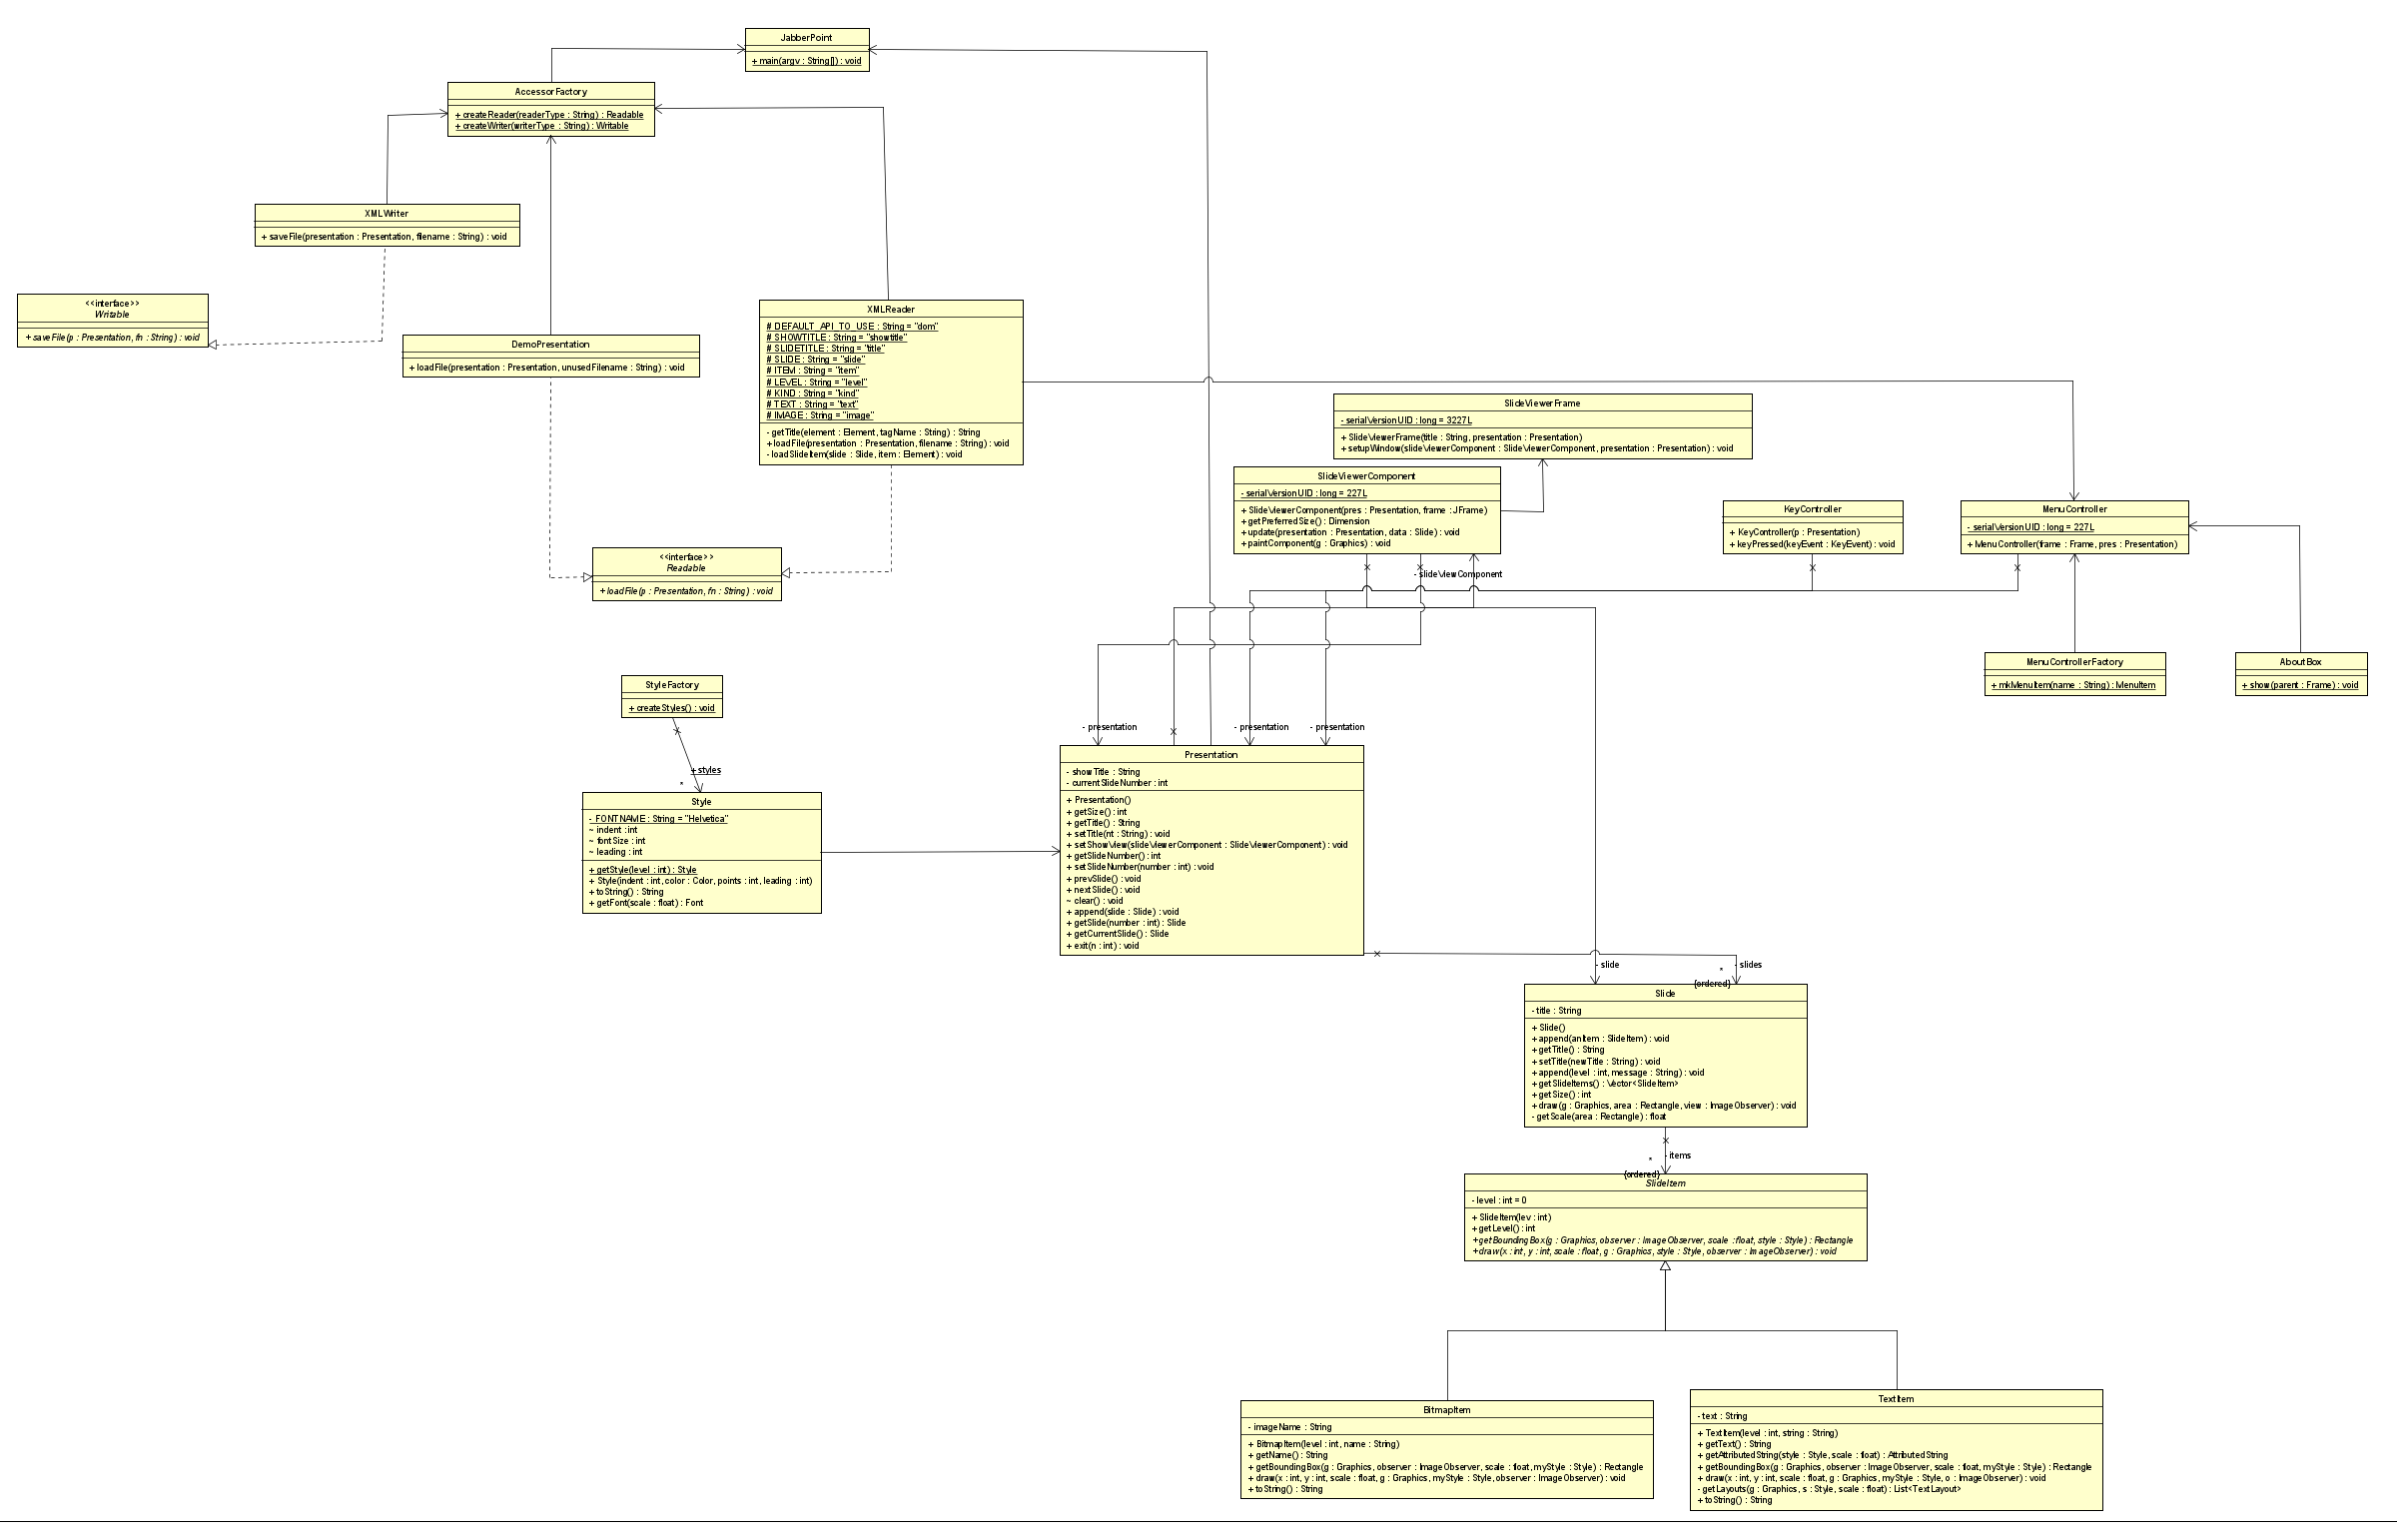 JabberPoint
+ main(argv : String[]) : void
AccessorFactory
+ createReader(readerType : String) : Readable
+ createWriter(writerType : String) : Writable
XMLWriter
+ saveFile(presentation : Presentation, filename : String) : void
<<interface>>
Writable
+ saveFile(p : Presentation, fn : String) : void
DemoPresentation
+ loadFile(presentation : Presentation, unusedFilename : String) : void
XMLReader
# DEFAULT_API_TO_USE : String = "dom"
# SHOWTITLE : String = "showtitle"
# SLIDETITLE : String = "title"
# SLIDE : String = "slide"
# ITEM : String = "item"
# LEVEL : String = "level"
# KIND : String = "kind"
# TEXT : String = "text"
# IMAGE : String = "image"
- getTitle(element : Element, tagName : String) : String
+ loadFile(presentation : Presentation, filename : String) : void
- loadSlideItem(slide : Slide, item : Element) : void
<<interface>>
Readable
+ loadFile(p : Presentation, fn : String) : void
SlideViewerFrame
- serialVersionUID : long = 3227L
+ SlideViewerFrame(title : String, presentation : Presentation)
+ setupWindow(slideViewerComponent : SlideViewerComponent, presentation : Presentation) : void
SlideViewerComponent
- serialVersionUID : long = 227L
+ SlideViewerComponent(pres : Presentation, frame : JFrame)
+ getPreferredSize() : Dimension
+ update(presentation : Presentation, data : Slide) : void
+ paintComponent(g : Graphics) : void
- slideViewComponent
KeyController
+ KeyController(p : Presentation)
+ keyPressed(keyEvent : KeyEvent) : void
MenuController
- serialVersionUID : long = 227L
+ MenuController(frame : Frame, pres : Presentation)
MenuControllerFactory
+ mkMenuItem(name : String) : MenuItem
AboutBox
+ show(parent : Frame) : void
StyleFactory
+ createStyles() : void
+ styles
*
Style
- FONTNAME : String = "Helvetica"
~ indent : int
~ fontSize : int
~ leading : int
+ getStyle(level : int) : Style
+ Style(indent : int, color : Color, points : int, leading : int)
+ toString() : String
+ getFont(scale : float) : Font
- presentation
- presentation
- presentation
Presentation
- showTitle : String
- currentSlideNumber : int
+ Presentation()
+ getSize() : int
+ getTitle() : String
+ setTitle(nt : String) : void
+ setShowView(slideViewerComponent : SlideViewerComponent) : void
+ getSlideNumber() : int
+ setSlideNumber(number : int) : void
+ prevSlide() : void
+ nextSlide() : void
~ clear() : void
+ append(slide : Slide) : void
+ getSlide(number : int) : Slide
+ getCurrentSlide() : Slide
+ exit(n : int) : void
- slide
- slides
*
{ordered}
Slide
- title : String
+ Slide()
+ append(anItem : SlideItem) : void
+ getTitle() : String
+ setTitle(newTitle : String) : void
+ append(level : int, message : String) : void
+ getSlideItems() : Vector<SlideItem>
+ getSize() : int
+ draw(g : Graphics, area : Rectangle, view : ImageObserver) : void
- getScale(area : Rectangle) : float
- items
*
{ordered}
SlideItem
- level : int = 0
+ SlideItem(lev : int)
+ getLevel() : int
+ getBoundingBox(g : Graphics, observer : ImageObserver, scale : float, style : Style) : Rectangle
+ draw(x : int, y : int, scale : float, g : Graphics, style : Style, observer : ImageObserver) : void
BitmapItem
- imageName : String
+ BitmapItem(level : int, name : String)
+ getName() : String
+ getBoundingBox(g : Graphics, observer : ImageObserver, scale : float, myStyle : Style) : Rectangle
+ draw(x : int, y : int, scale : float, g : Graphics, myStyle : Style, observer : ImageObserver) : void
+ toString() : String
TextItem
- text : String
+ TextItem(level : int, string : String)
+ getText() : String
+ getAttributedString(style : Style, scale : float) : AttributedString
+ getBoundingBox(g : Graphics, observer : ImageObserver, scale : float, myStyle : Style) : Rectangle
+ draw(x : int, y : int, scale : float, g : Graphics, myStyle : Style, o : ImageObserver) : void
- getLayouts(g : Graphics, s : Style, scale : float) : List<TextLayout>
+ toString() : String